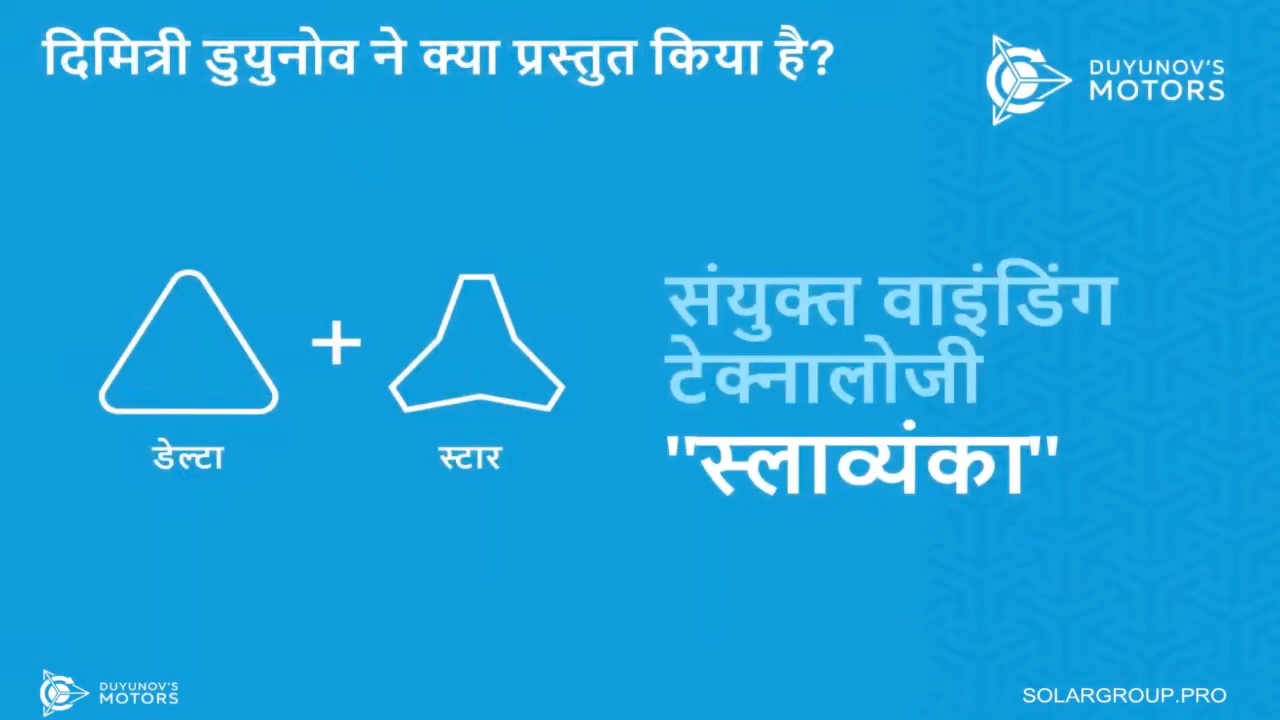 दिमित्री डुयुनोव ने क्या प्रस्तुत किया है?
DUYUNOV'S
MOTORS
+
डेल्टा
स्टार
संयुक्त वाइंडिंग
टेक्नालोजी
"स्लाव्यंका"
DUYUNOV'S
MOTORS
SOLARGROUP.PRO